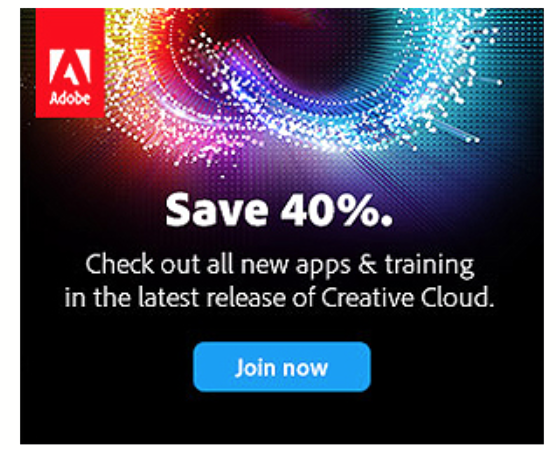 Adobe
Save 40%.
Check out all new apps & training
in the latest release of Creative Cloud.
Join now